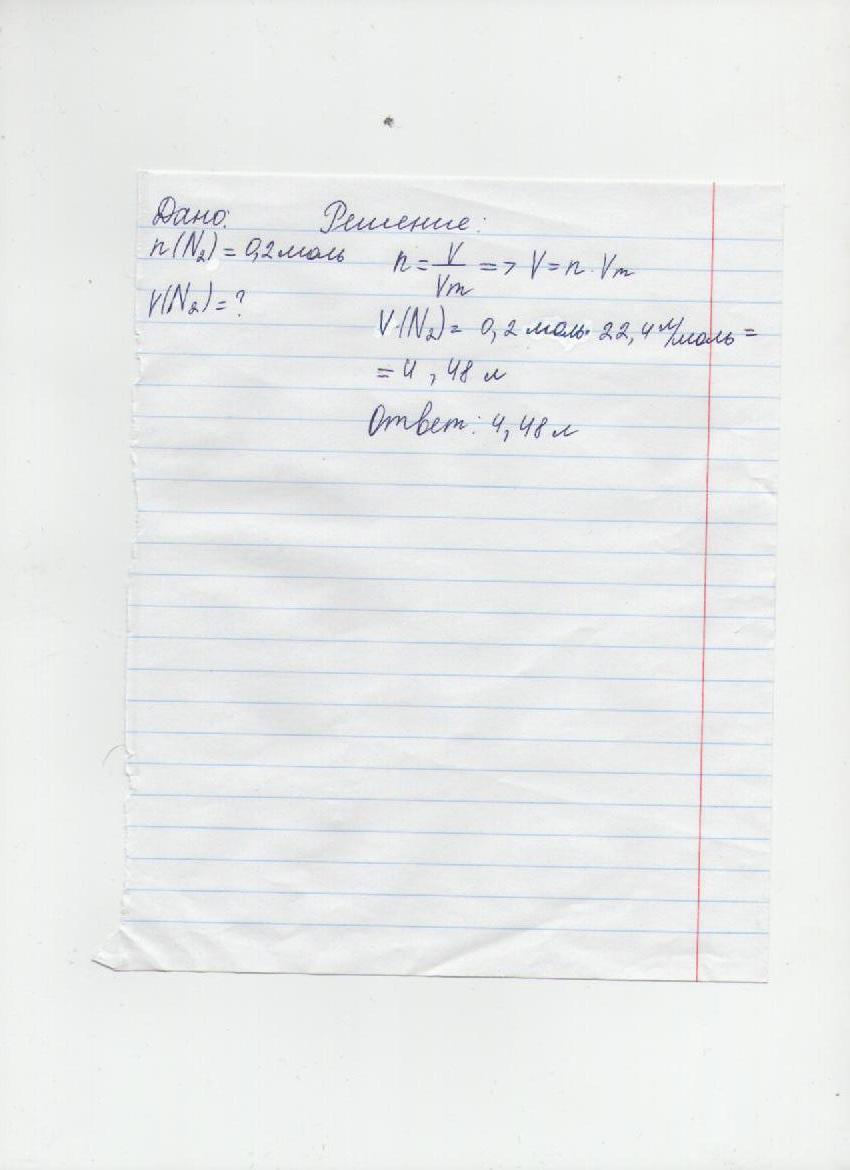 Дано: Решение:
n(N₂) = 0,2 моль
V(N₂) = ?
n = V/Vm => V = n · Vm
V(N₂) = 0,2 моль · 22,4 л/моль =
= 4,48 л
Ответ: 4,48 л